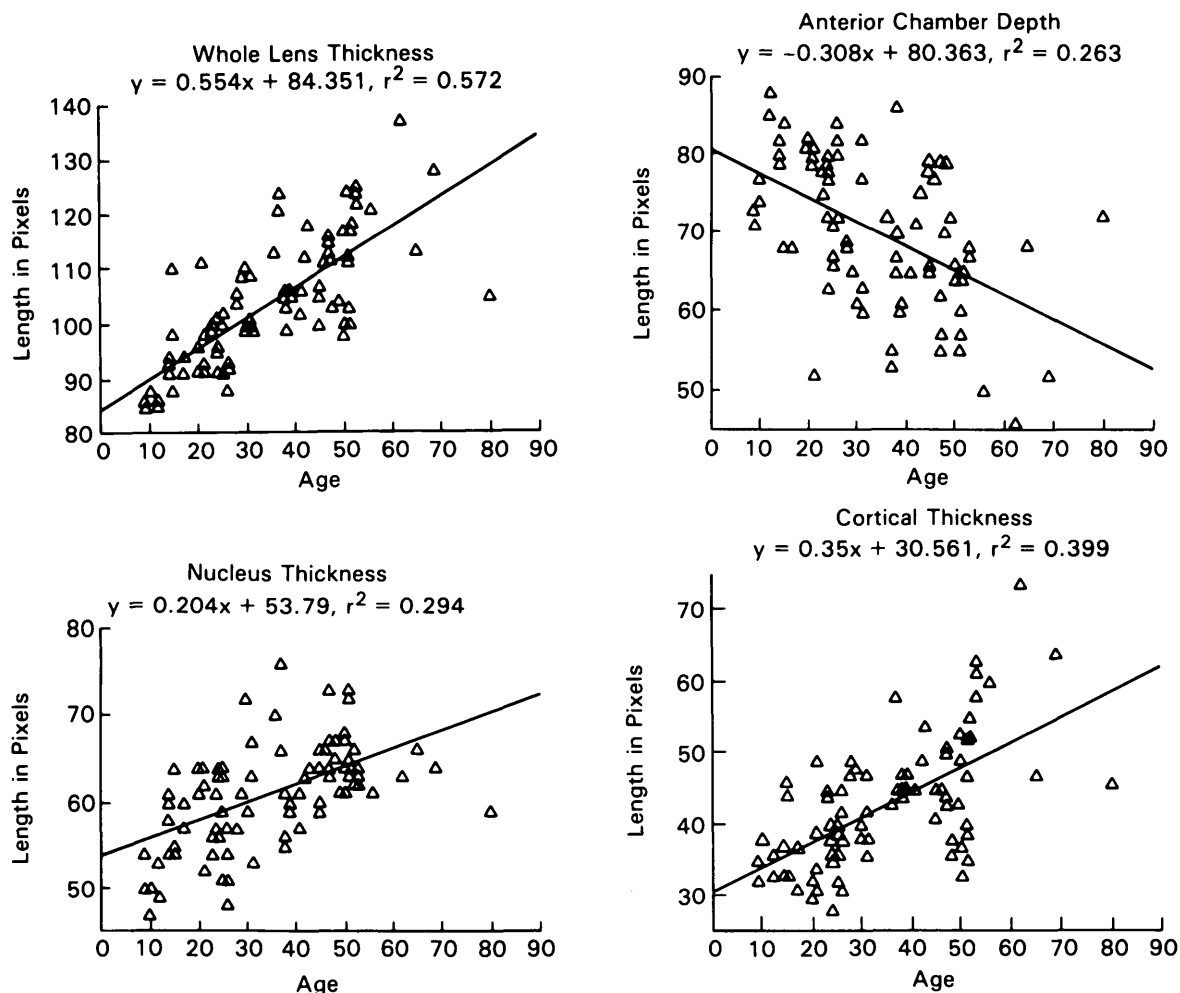 Whole Lens Thickness
y = 0.554x + 84.351, r² = 0.572
140
130
120
110
100
90
80
Length in Pixels
0 10 20 30 40 50 60 70 80 90
Age
Anterior Chamber Depth
y = -0.308x + 80.363, r² = 0.263
90
80
70
60
50
Length in Pixels
0 10 20 30 40 50 60 70 80 90
Age
Nucleus Thickness
y = 0.204x + 53.79, r² = 0.294
80
70
60
50
Length in Pixels
0 10 20 30 40 50 60 70 80 90
Age
Cortical Thickness
y = 0.35x + 30.561, r² = 0.399
70
60
50
40
30
Length in Pixels
0 10 20 30 40 50 60 70 80 90
Age